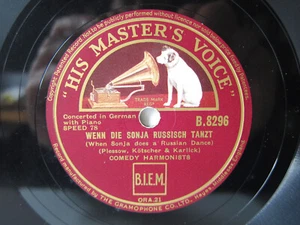 "HIS MASTER'S VOICE"
TRADE MARK
Concerted in German
with Piano
SPEED 78
B.8296
WENN DIE SONJA RUSSISCH TANZT
(When Sonja does a Russian Dance)
(Plessow, Kötscher & Karlick)
COMEDY HARMONISTS
B.I.E.M.
ORA.21